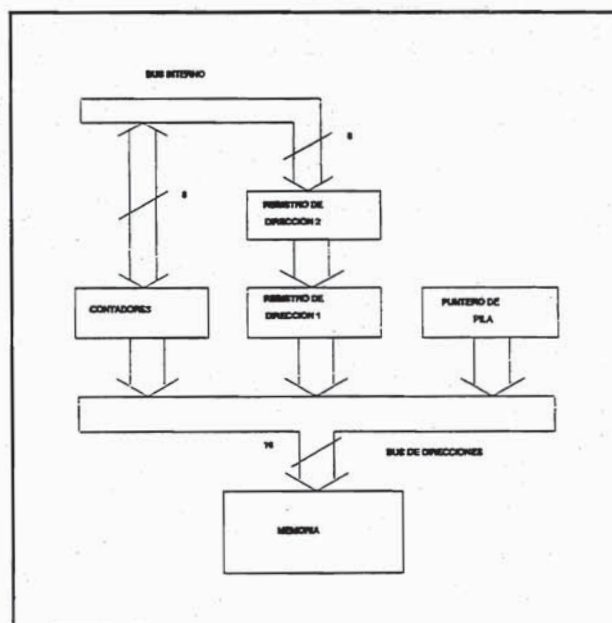 BUS INTERNO
8
8
REGISTRO DE
DIRECCION 2
CONTADORES
REGISTRO DE
DIRECCION 1
PUNTERO DE
PILA
16
BUS DE DIRECCIONES
MEMORIA